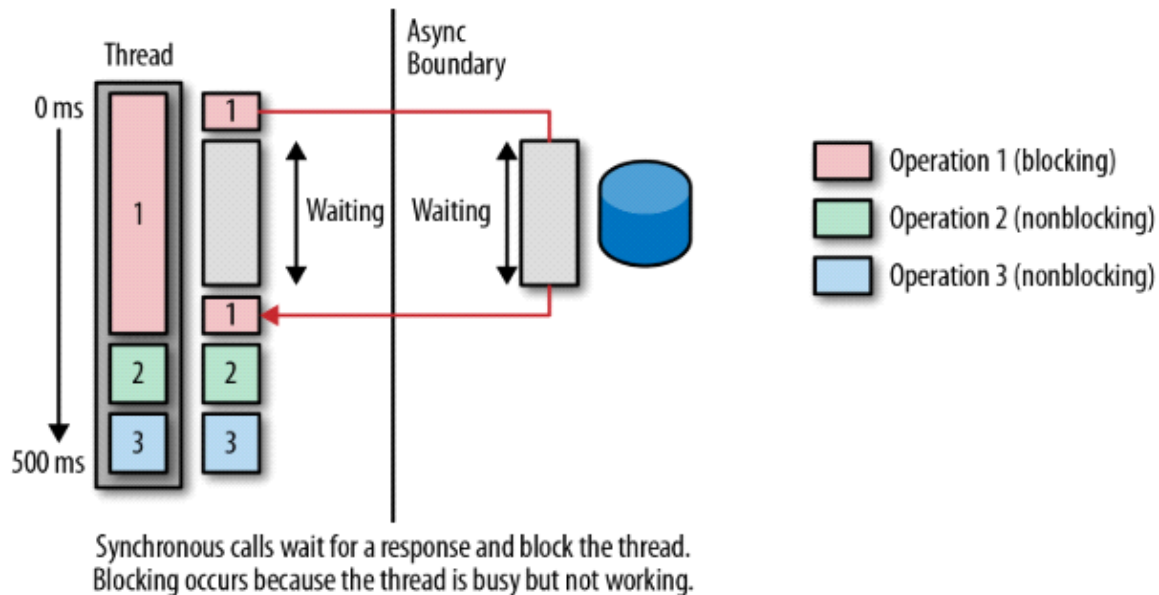 Thread
Async
Boundary
0 ms
1
1
Waiting
Waiting
1
2
2
3
3
500 ms
Operation 1 (blocking)
Operation 2 (nonblocking)
Operation 3 (nonblocking)
Synchronous calls wait for a response and block the thread.
Blocking occurs because the thread is busy but not working.